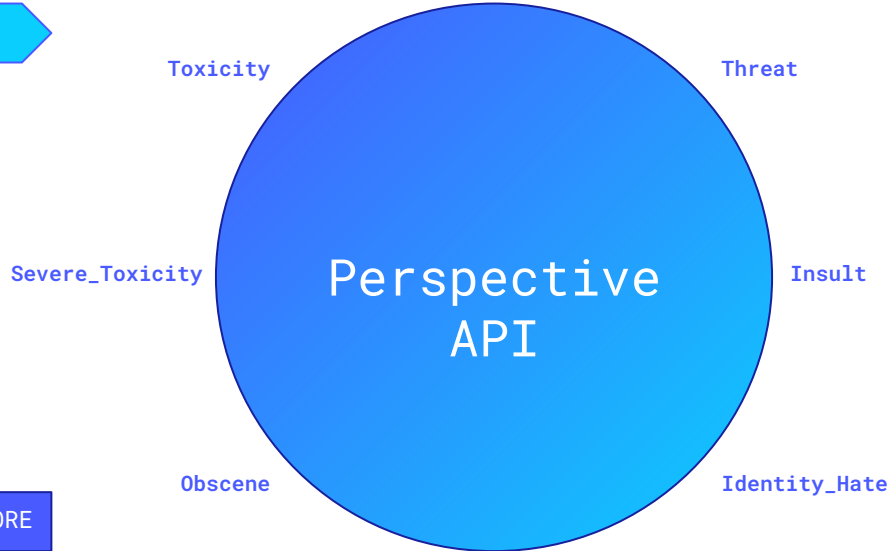 Toxicity
Threat
Severe_Toxicity
Perspective
API
Insult
Obscene
Identity_Hate